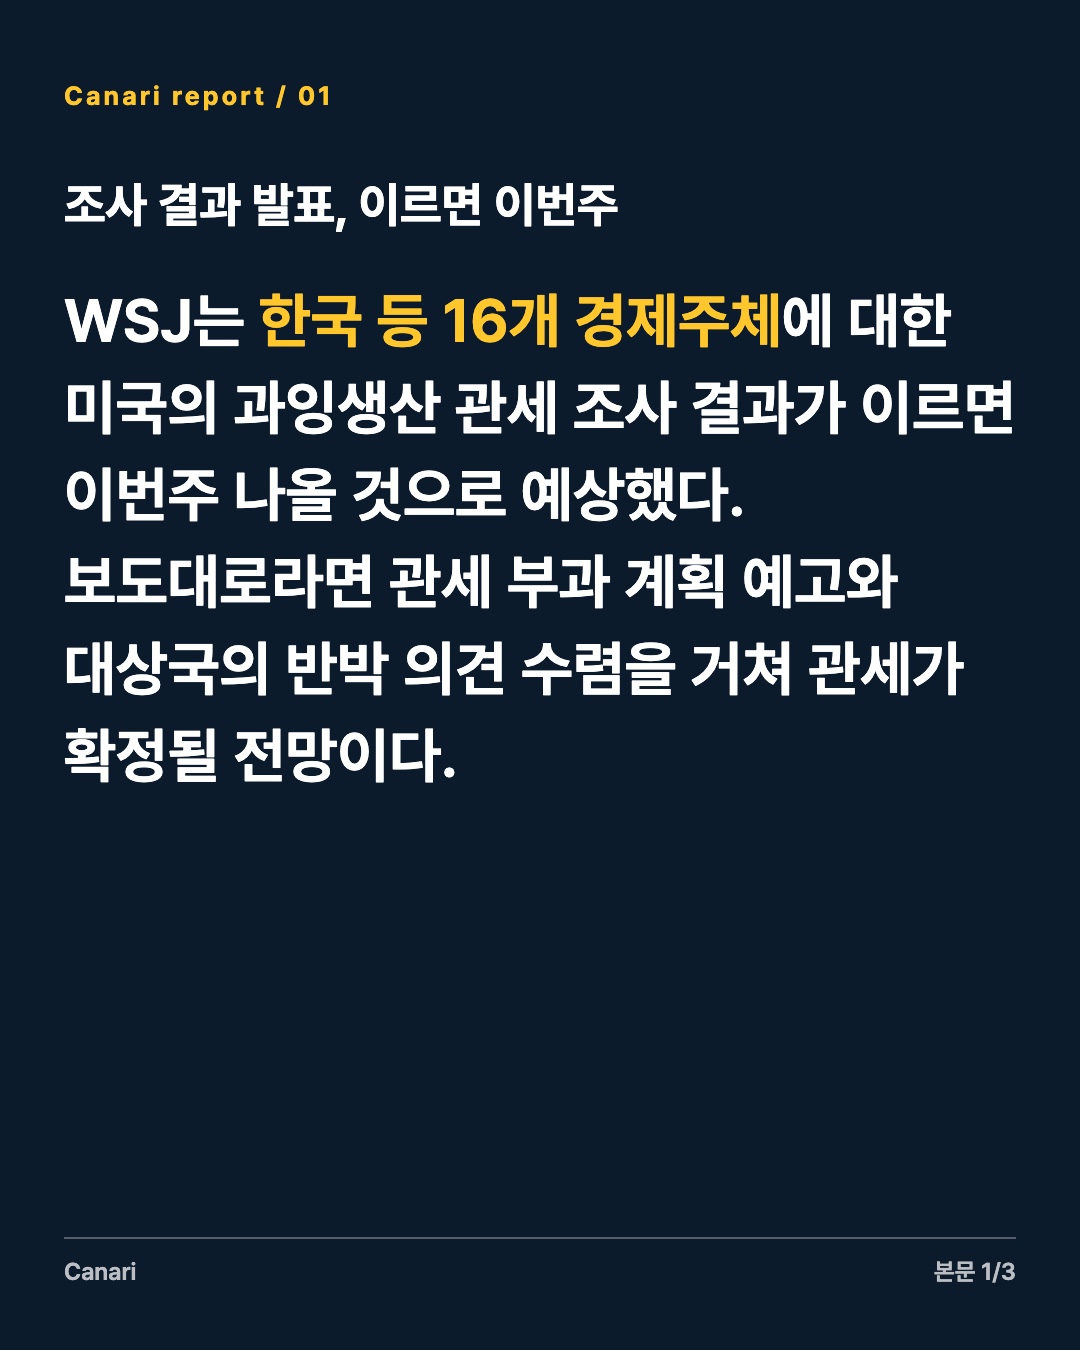 Canari report / 01
조사 결과 발표, 이르면 이번주
WSJ는 한국 등 16개 경제주체에 대한
미국의 과잉생산 관세 조사 결과가 이르면
이번주 나올 것으로 예상했다.
보도대로라면 관세 부과 계획 예고와
대상국의 반박 의견 수렴을 거쳐 관세가
확정될 전망이다.
Canari
본문 1/3